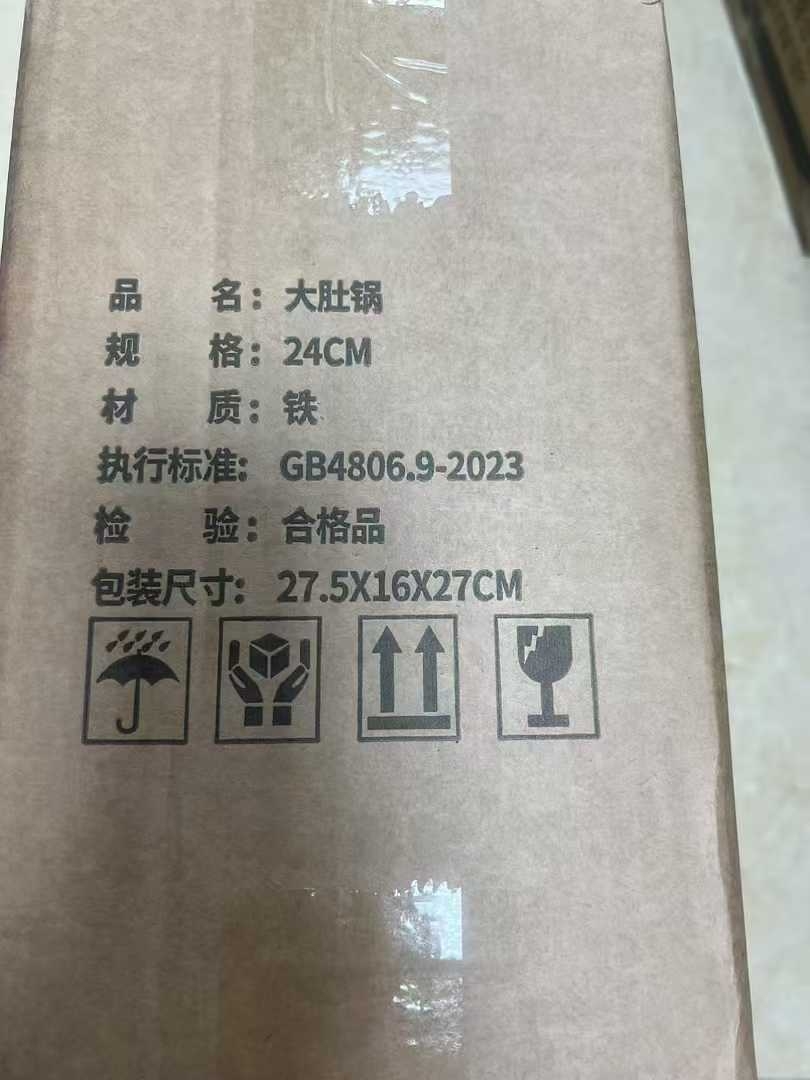 品 名：大肚锅
规 格：24CM
材 质：铁
执行标准: GB4806.9-2023
检 验：合格品
包装尺寸: 27.5X16X27CM